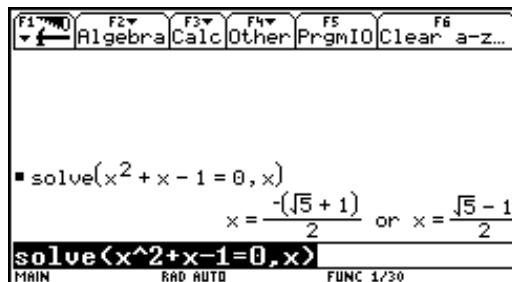 F1 F2 F3 F4 F5 F6
Algebra Calc Other PrgmIO Clear a-z…
solve(x² + x - 1 = 0, x)
x = -(√5 + 1)/2 or x = (√5 - 1)/2
solve(x^2+x-1=0,x)
MAIN RAD AUTO FUNC 1/30